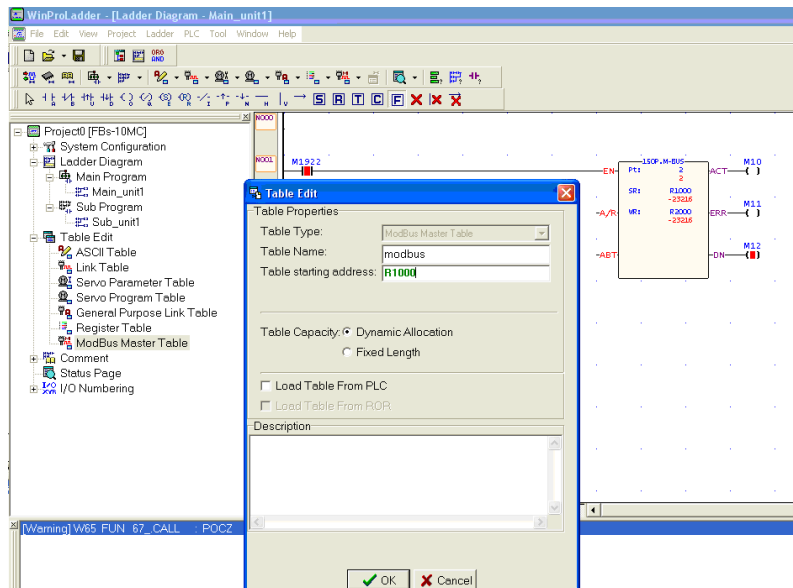 WinProLadder - [Ladder Diagram - Main_unit1]
File Edit View Project Ladder PLC Tool Window Help
ORG
AND
S R T C F
Project0 [FBs-10MC]
System Configuration
Ladder Diagram
Main Program
Main_unit1
Sub Program
Sub_unit1
Table Edit
ASCII Table
Link Table
Servo Parameter Table
Servo Program Table
General Purpose Link Table
Register Table
ModBus Master Table
Comment
Status Page
I/O Numbering
N000
N001
M1922
EN
150P.M-BUS
Pt: 2
2
SR: R1000
-23216
WR: R2000
-23216
A/R
ABT
ACT
M10
ERR
M11
DN
M12
Table Edit
Table Properties
Table Type: ModBus Master Table
Table Name: modbus
Table starting address: R1000
Table Capacity: Dynamic Allocation
Fixed Length
Load Table From PLC
Load Table From ROR
Description
OK Cancel
[Warning] W65 FUN 67_.CALL : POCZ